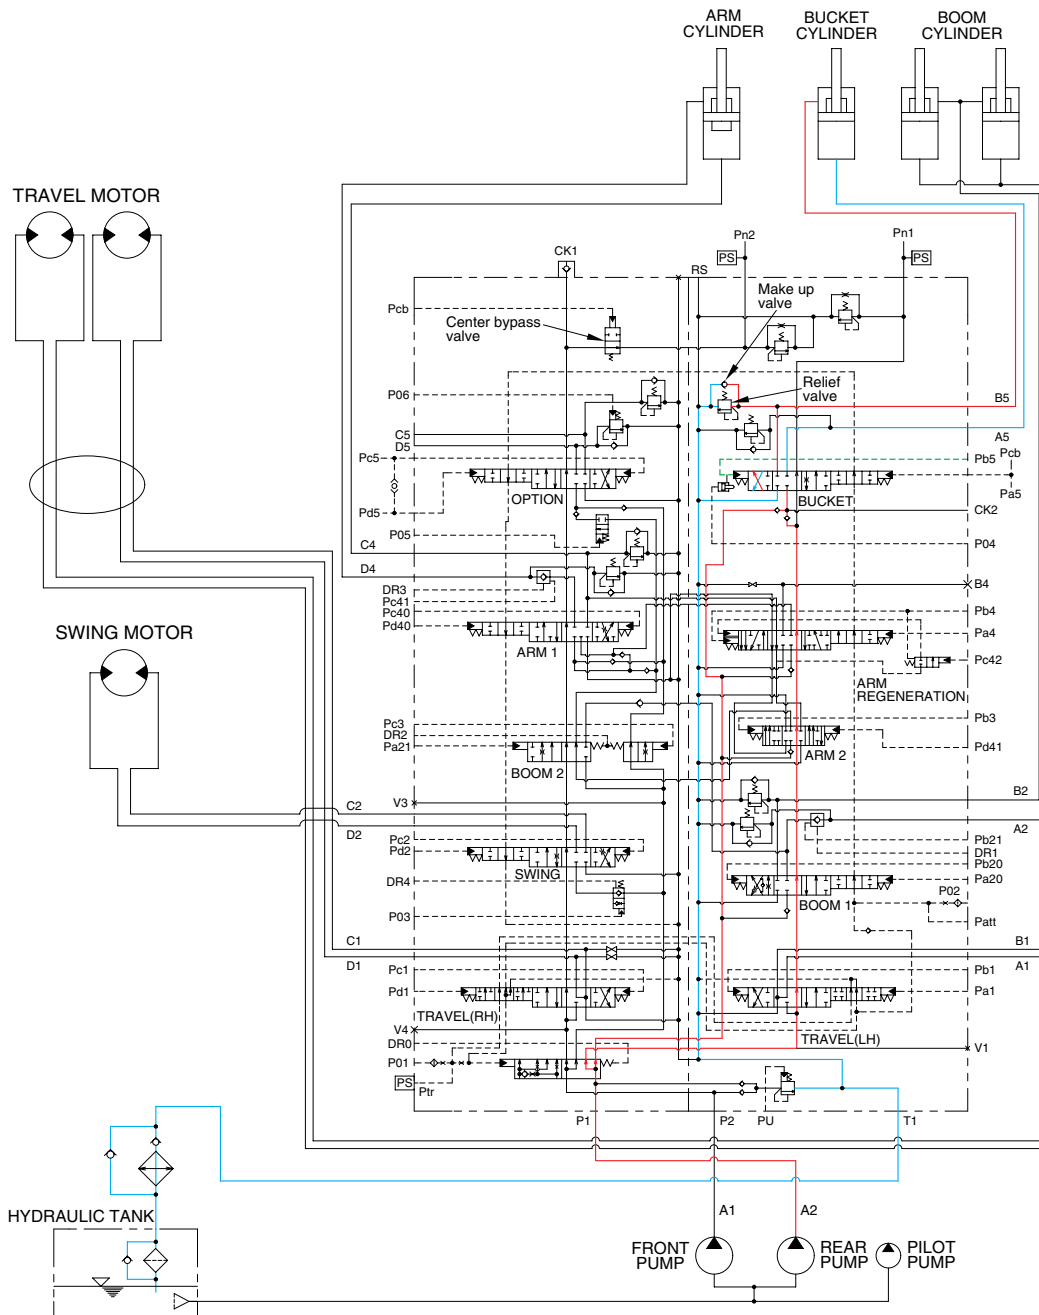 ARM
CYLINDER
BUCKET
CYLINDER
BOOM
CYLINDER
TRAVEL MOTOR
Pn2
Pn1
CK1
PS
RS
PS
Make up
valve
Pcb
Center bypass
valve
Relief
valve
P06
B5
C5
D5
A5
Pc5
Pb5
Pcb
OPTION
BUCKET
Pa5
Pd5
CK2
P05
P04
C4
D4
B4
DR3
Pc41
Pc40
Pb4
Pd40
Pa4
SWING MOTOR
ARM 1
Pc42
ARM
REGENERATION
Pc3
Pb3
DR2
Pa21
Pd41
ARM 2
BOOM 2
B2
C2
V3
D2
A2
Pc2
Pb21
Pd2
DR1
Pb20
SWING
Pa20
DR4
P02
BOOM 1
P03
Patt
C1
B1
D1
A1
Pc1
Pb1
Pd1
Pa1
TRAVEL(RH)
V4
TRAVEL(LH)
DR0
V1
P01
PS
Ptr
P1
P2
PU
T1
HYDRAULIC TANK
A1
A2
FRONT
PUMP
REAR
PUMP
PILOT
PUMP